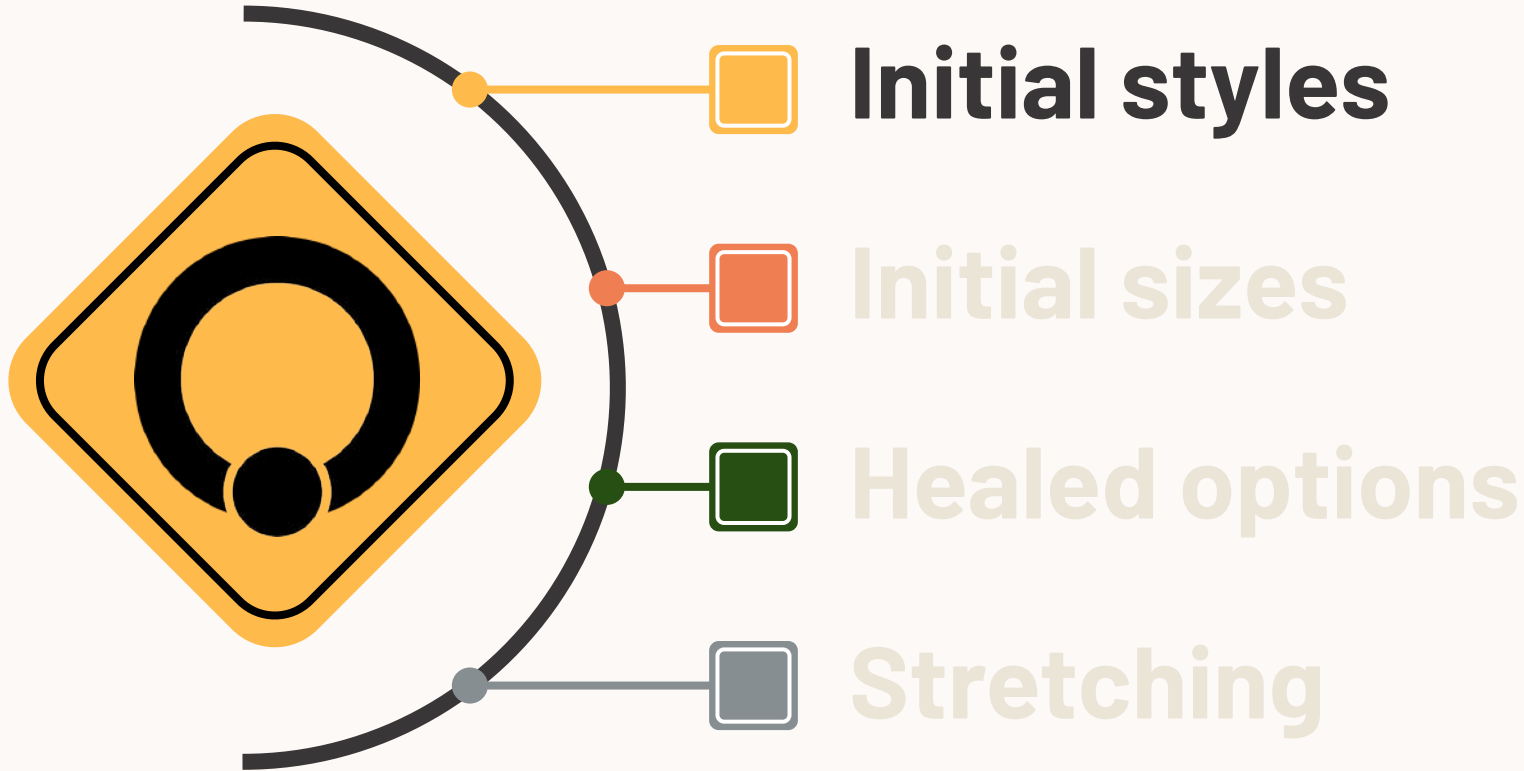 Initial styles
Initial sizes
Healed options
Stretching